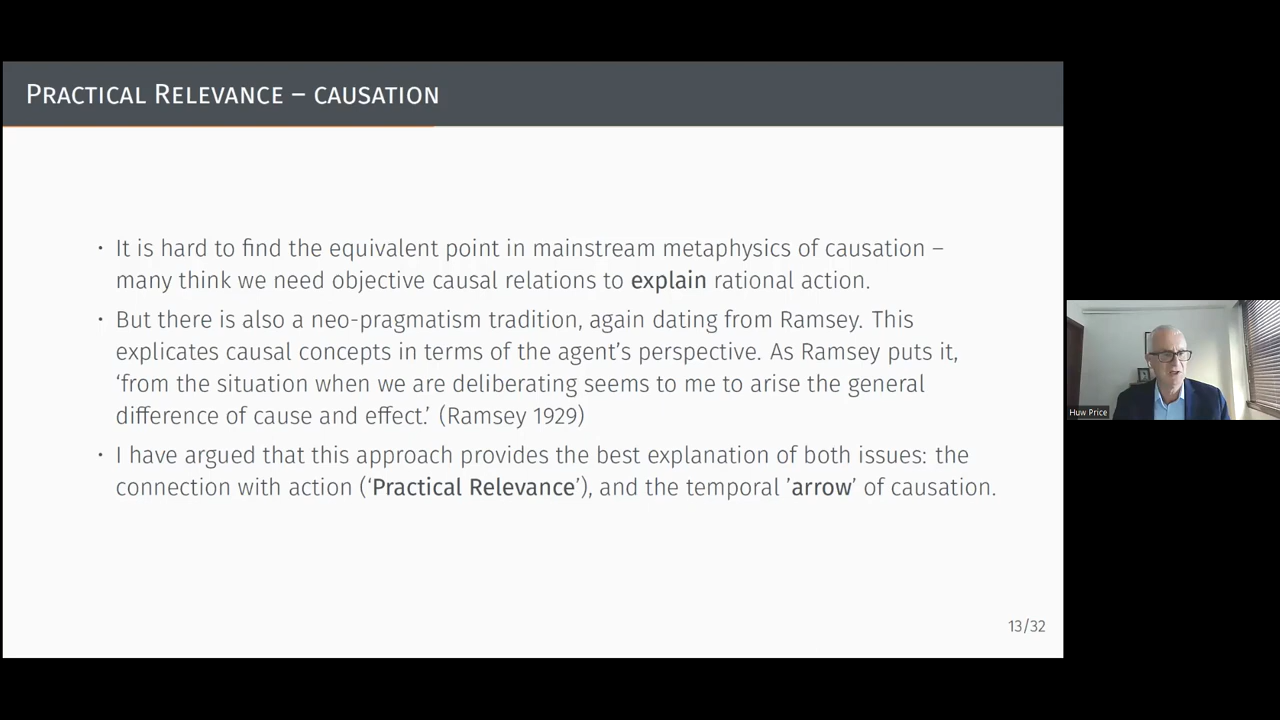 Practical Relevance – causation
• It is hard to find the equivalent point in mainstream metaphysics of causation –
many think we need objective causal relations to explain rational action.
• But there is also a neo-pragmatism tradition, again dating from Ramsey. This
explicates causal concepts in terms of the agent’s perspective. As Ramsey puts it,
‘from the situation when we are deliberating seems to me to arise the general
difference of cause and effect.’ (Ramsey 1929)
• I have argued that this approach provides the best explanation of both issues: the
connection with action (‘Practical Relevance’), and the temporal ’arrow’ of causation.
13/32
Huw Price